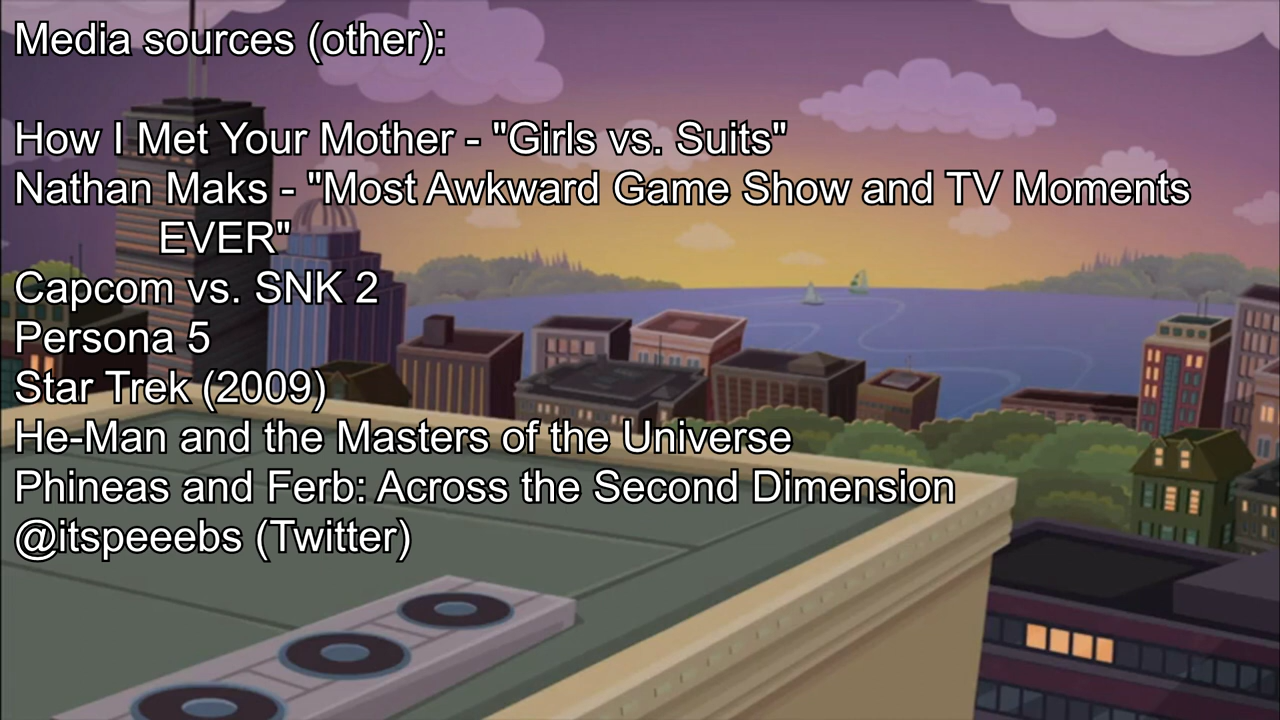 Media sources (other):
How I Met Your Mother - "Girls vs. Suits"
Nathan Maks - "Most Awkward Game Show and TV Moments
EVER"
Capcom vs. SNK 2
Persona 5
Star Trek (2009)
He-Man and the Masters of the Universe
Phineas and Ferb: Across the Second Dimension
@itspeeebs (Twitter)